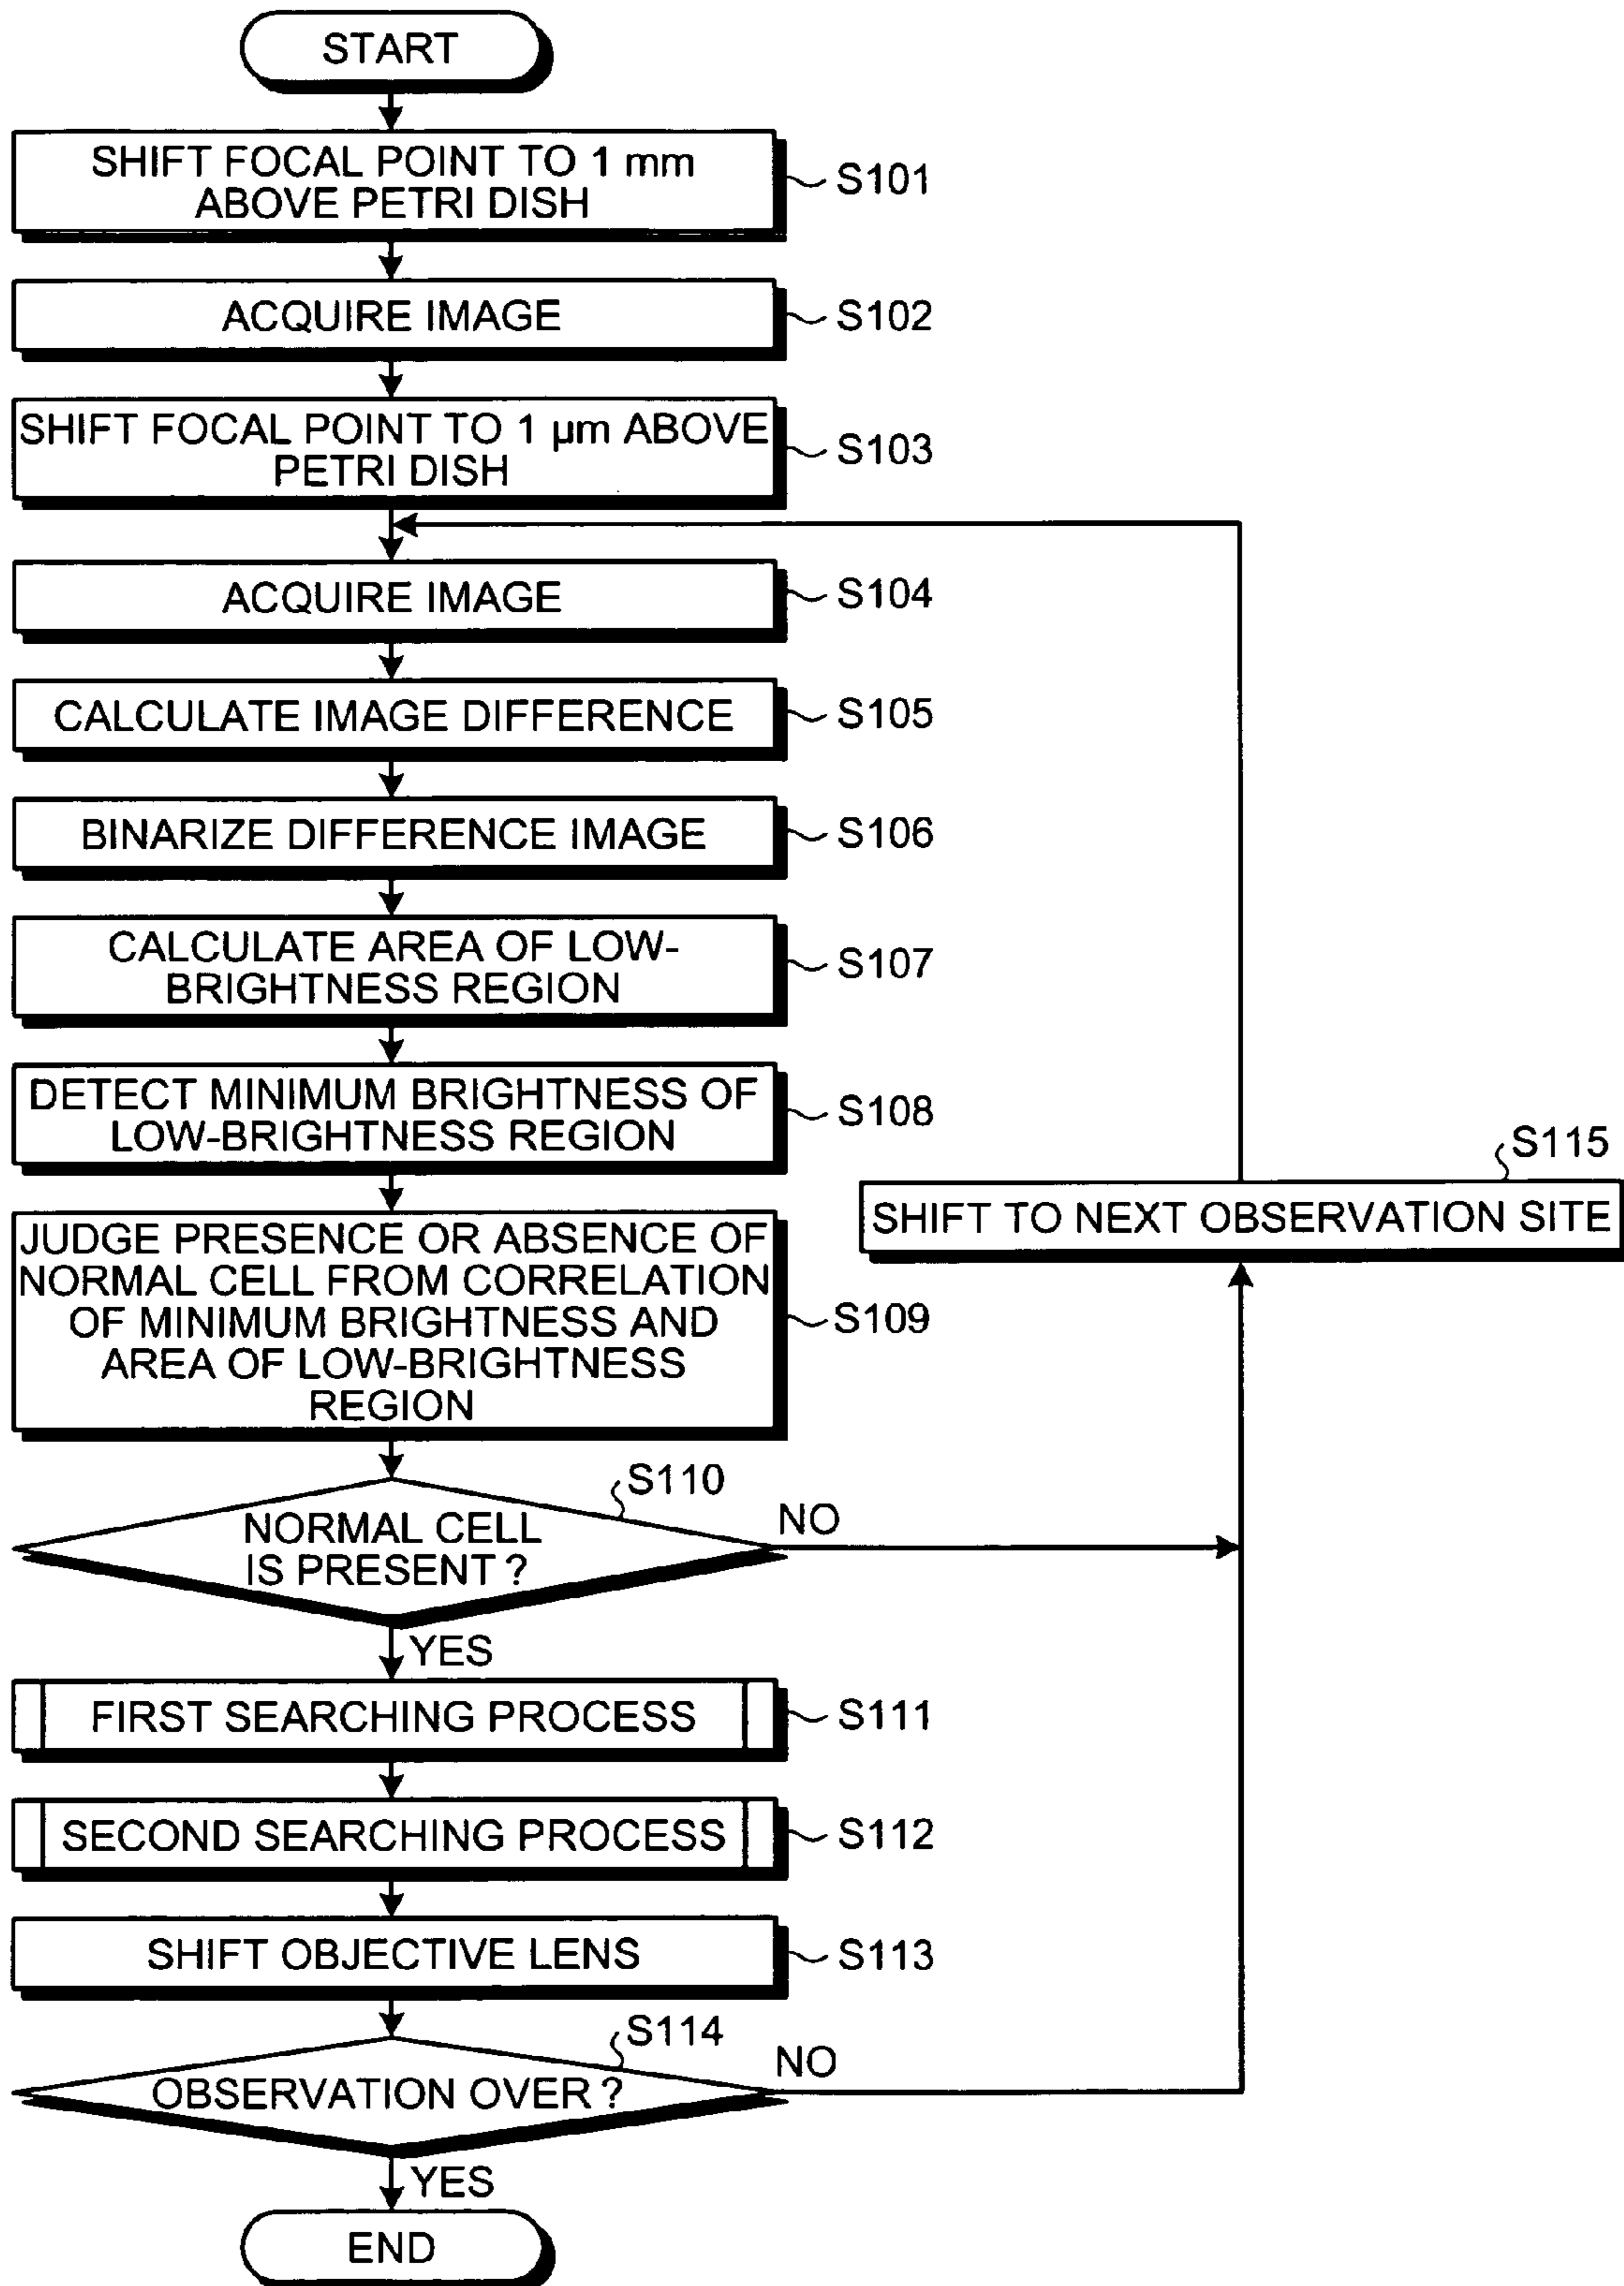 START
SHIFT FOCAL POINT TO 1 mm
ABOVE PETRI DISH
S101
ACQUIRE IMAGE
S102
SHIFT FOCAL POINT TO 1 µm ABOVE
PETRI DISH
S103
ACQUIRE IMAGE
S104
CALCULATE IMAGE DIFFERENCE
S105
BINARIZE DIFFERENCE IMAGE
S106
CALCULATE AREA OF LOW-
BRIGHTNESS REGION
S107
DETECT MINIMUM BRIGHTNESS OF
LOW-BRIGHTNESS REGION
S108
JUDGE PRESENCE OR ABSENCE OF
NORMAL CELL FROM CORRELATION
OF MINIMUM BRIGHTNESS AND
AREA OF LOW-BRIGHTNESS
REGION
S109
S115
SHIFT TO NEXT OBSERVATION SITE
S110
NORMAL CELL
IS PRESENT ?
NO
YES
FIRST SEARCHING PROCESS
S111
SECOND SEARCHING PROCESS
S112
SHIFT OBJECTIVE LENS
S113
S114
OBSERVATION OVER ?
NO
YES
END